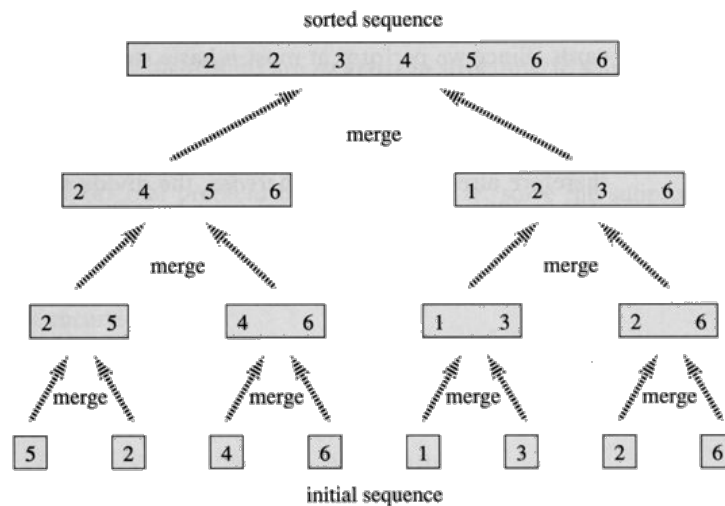 sorted sequence
1 2 2 3 4 5 6 6
merge
2 4 5 6
1 2 3 6
merge
merge
2 5
4 6
1 3
2 6
merge
merge
merge
merge
5
2
4
6
1
3
2
6
initial sequence